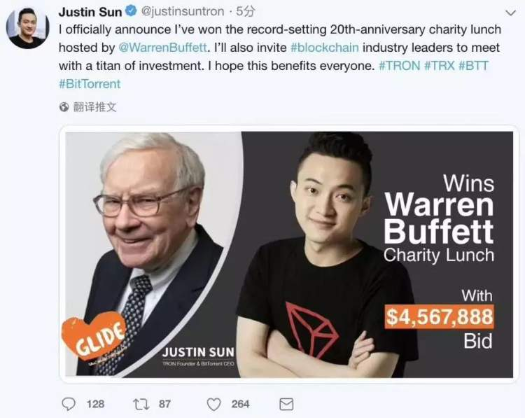 Justin Sun @justinsuntron · 5分
I officially announce I've won the record-setting 20th-anniversary charity lunch
hosted by @WarrenBuffett. I'll also invite #blockchain industry leaders to meet
with a titan of investment. I hope this benefits everyone. #TRON #TRX #BTT
#BitTorrent
翻译推文
Wins
Warren
Buffett
Charity Lunch
With
$4,567,888
Bid
GLIDE
JUSTIN SUN
TRON Founder & BitTorrent CEO
128 87 264